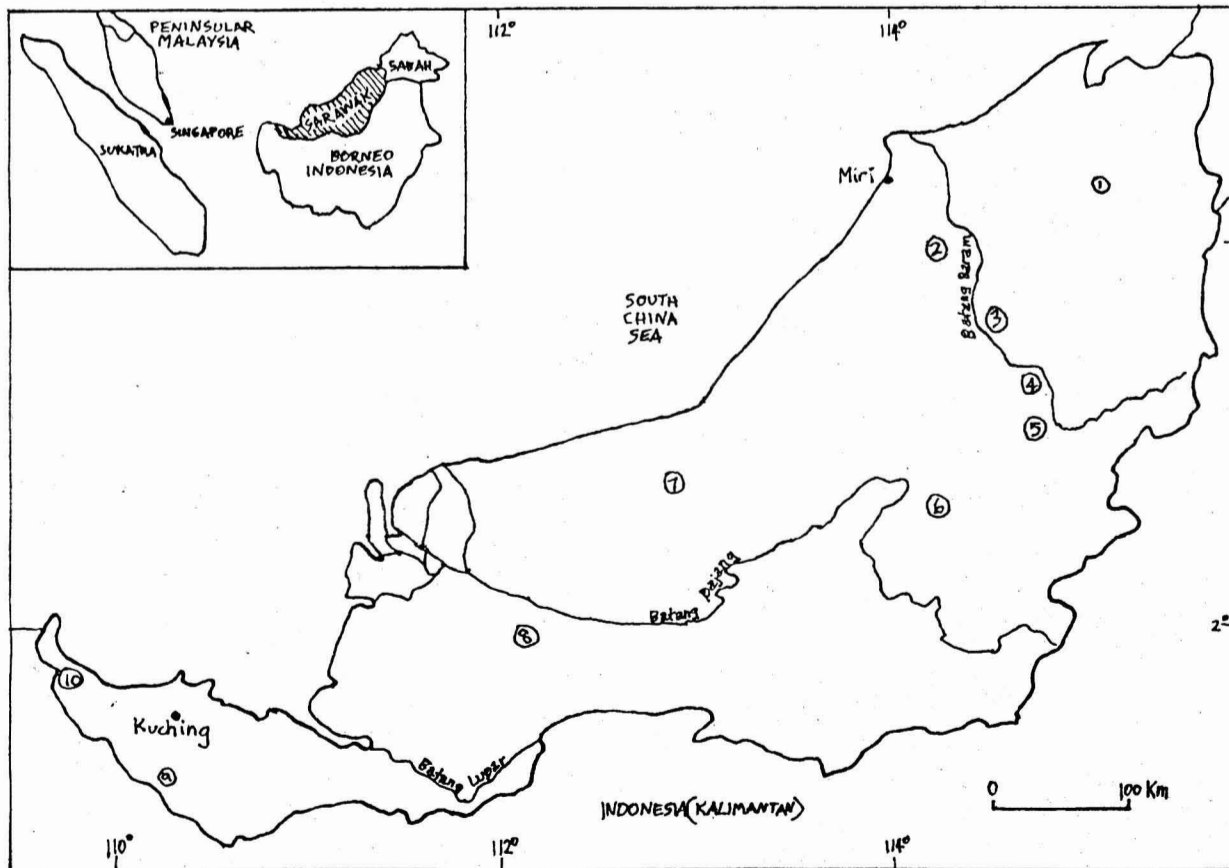 PENINSULAR
MALAYSIA
SABAH
SARAWAK
SINGAPORE
SUMATRA
BORNEO
INDONESIA
112°
114°
Miri
①
②
Batang Baram
③
SOUTH
CHINA
SEA
④
⑤
⑦
⑥
Batang Rajang
⑧
2°
⑩
Kuching
⑨
Batang Lupar
INDONESIA (KALIMANTAN)
0 100 Km
110°
112°
114°